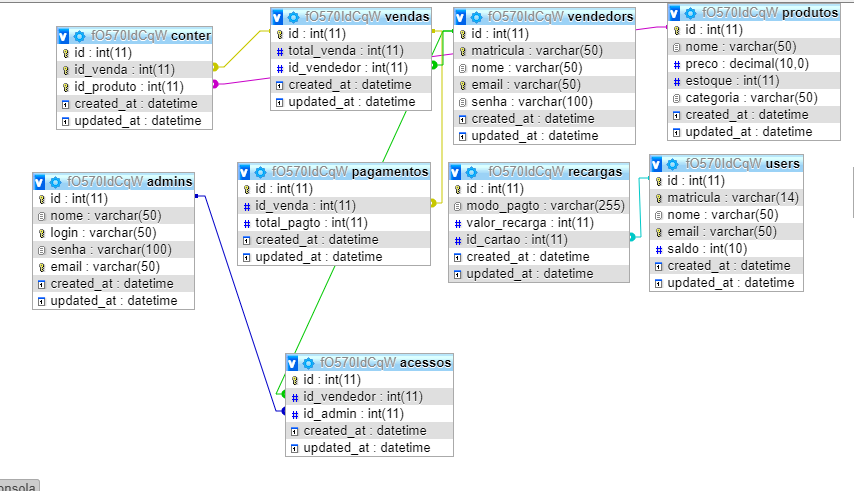 fO570IdCqW conter
id : int(11)
id_venda : int(11)
id_produto : int(11)
created_at : datetime
updated_at : datetime
fO570IdCqW vendas
id : int(11)
total_venda : int(11)
id_vendedor : int(11)
created_at : datetime
updated_at : datetime
fO570IdCqW vendedors
id : int(11)
matricula : varchar(50)
nome : varchar(50)
email : varchar(50)
senha : varchar(100)
created_at : datetime
updated_at : datetime
fO570IdCqW produtos
id : int(11)
nome : varchar(50)
preco : decimal(10,0)
estoque : int(11)
categoria : varchar(50)
created_at : datetime
updated_at : datetime
fO570IdCqW admins
id : int(11)
nome : varchar(50)
login : varchar(50)
senha : varchar(100)
email : varchar(50)
created_at : datetime
updated_at : datetime
fO570IdCqW pagamentos
id : int(11)
id_venda : int(11)
total_pagto : int(11)
created_at : datetime
updated_at : datetime
fO570IdCqW recargas
id : int(11)
modo_pagto : varchar(255)
valor_recarga : int(11)
id_cartao : int(11)
created_at : datetime
updated_at : datetime
fO570IdCqW users
id : int(11)
matricula : varchar(14)
nome : varchar(50)
email : varchar(50)
saldo : int(10)
created_at : datetime
updated_at : datetime
fO570IdCqW acessos
id : int(11)
id_vendedor : int(11)
id_admin : int(11)
created_at : datetime
updated_at : datetime
onsola